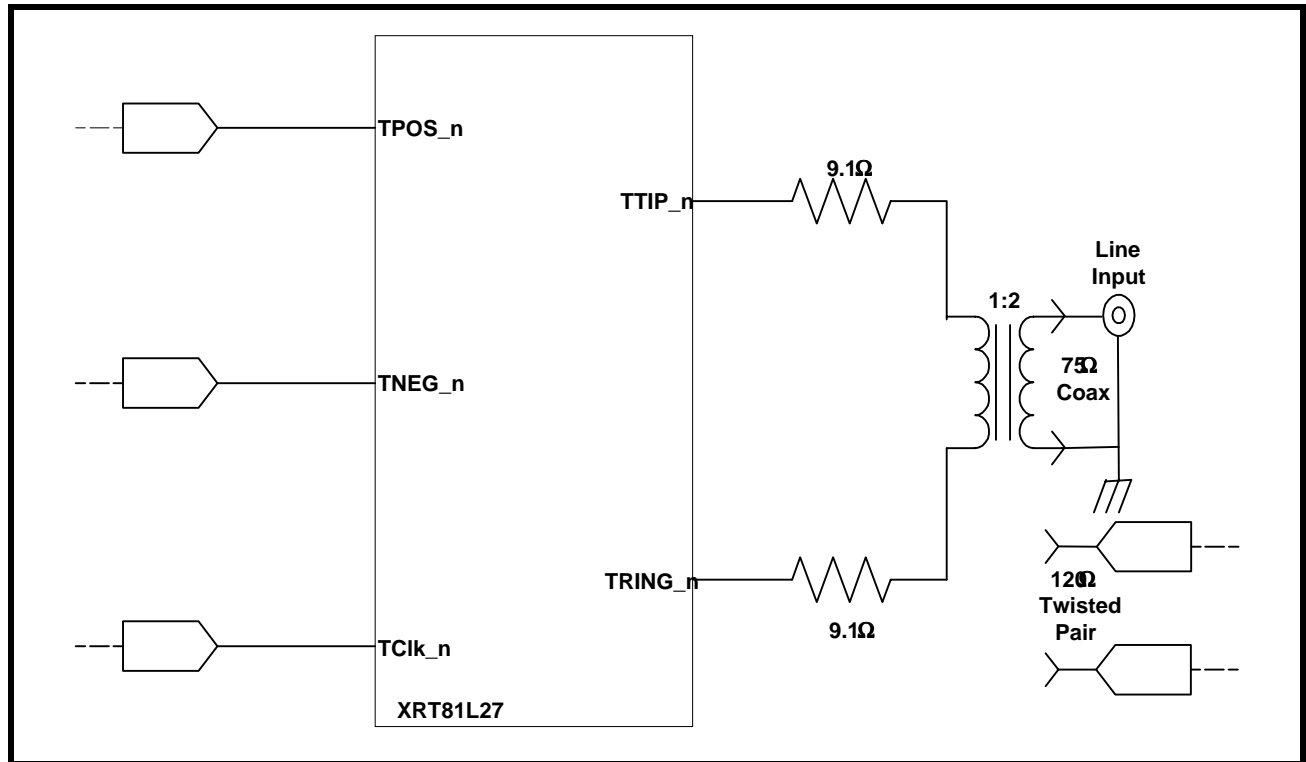 TPOS_n
9.1Ω
TTIP_n
Line
Input
1:2
75Ω
Coax
TNEG_n
TRING_n
9.1Ω
120Ω
Twisted
Pair
TClk_n
XRT81L27